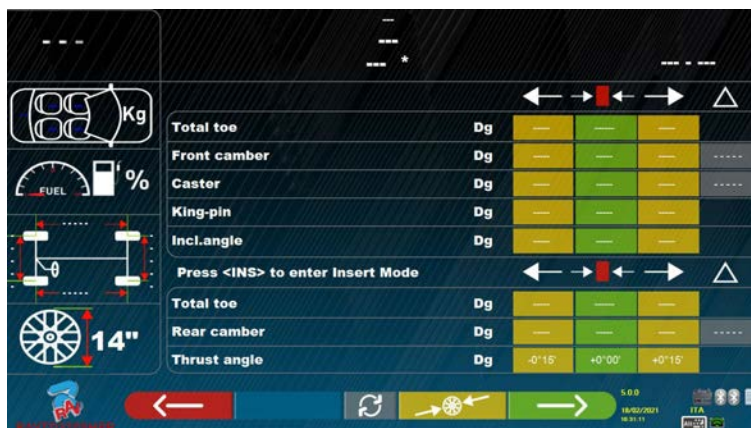 ---
---
---
--- *
--- - ---
Kg
Total toe Dg
Front camber Dg
FUEL %
Caster Dg
King-pin Dg
Incl.angle Dg
Press <INS> to enter Insert Mode
Total toe Dg
14"
Rear camber Dg
Thrust angle Dg -0°15' +0°00' +0°15'
5.0.0
18/02/2021 ITA